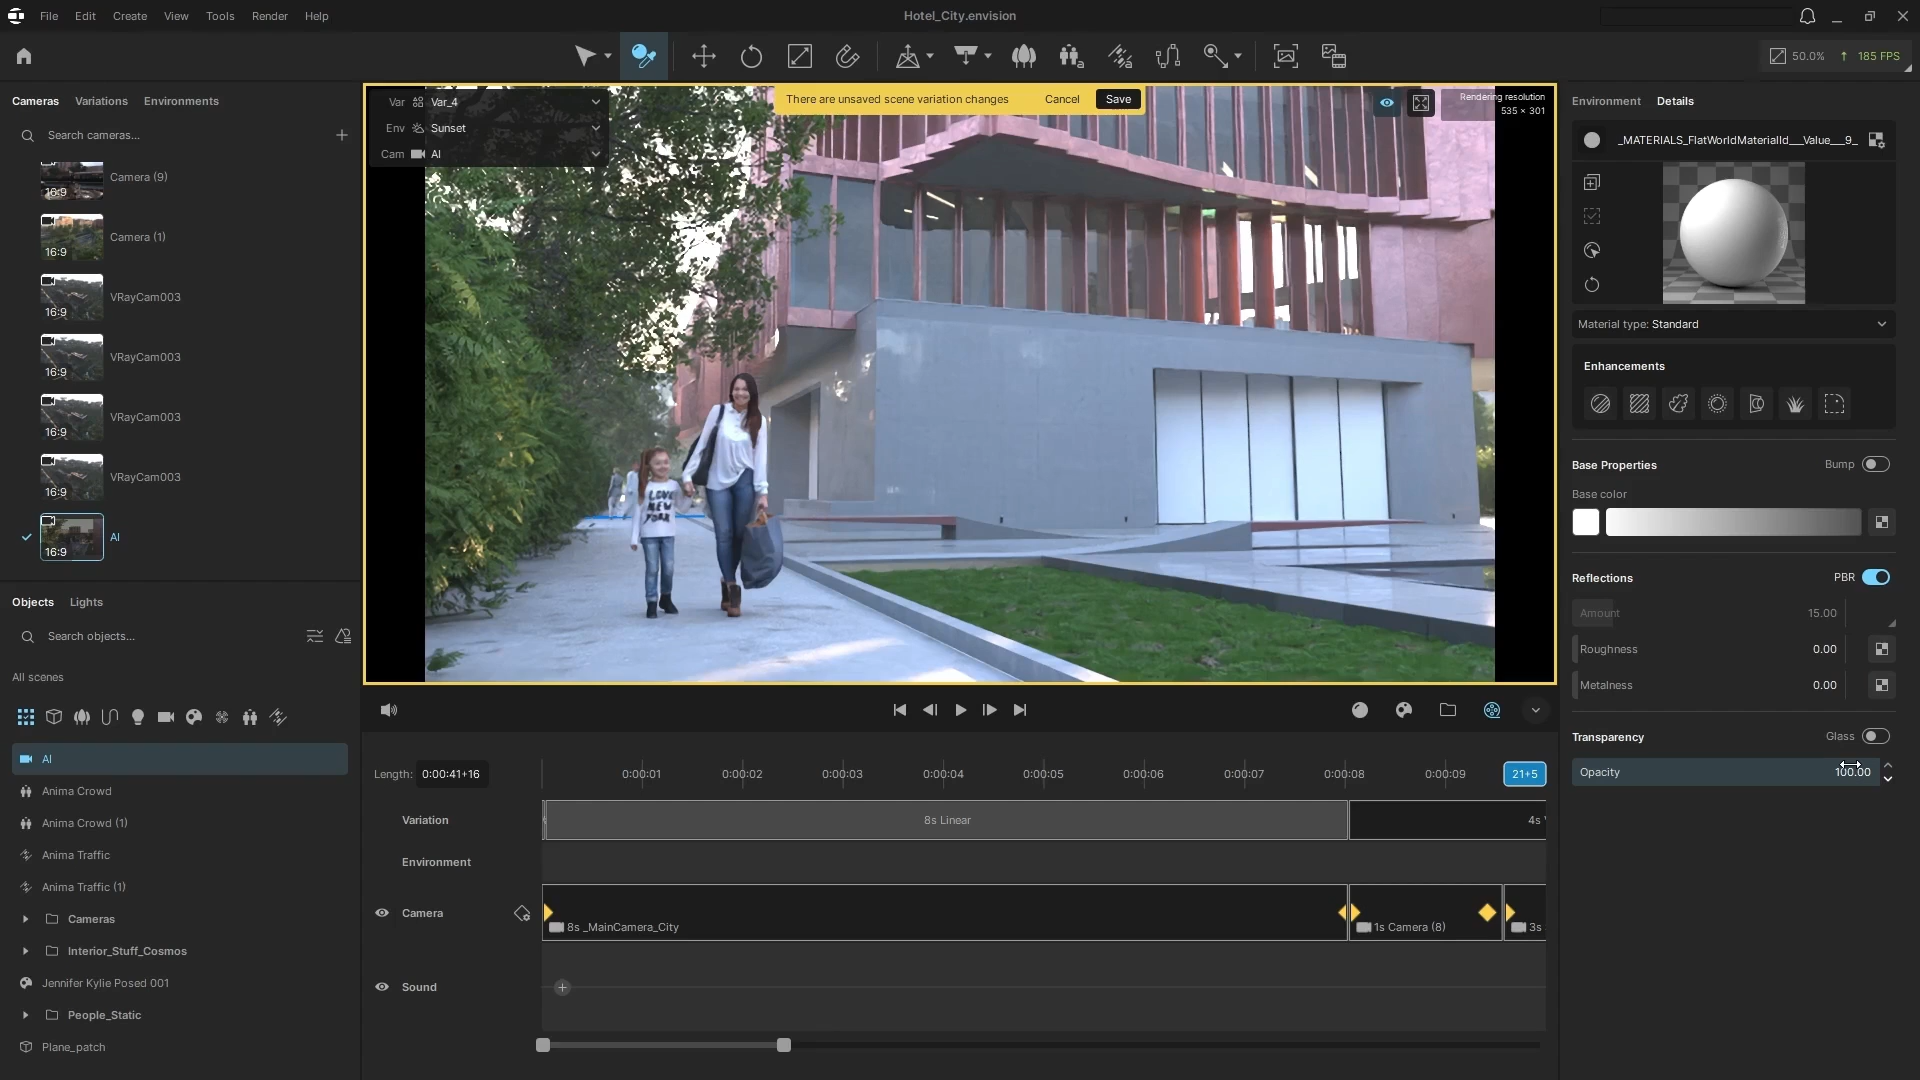 File Edit Create View Tools Render Help
Hotel_City.envision
50.0% ↑ 185 FPS
Cameras Variations Environments
Search cameras...
16:9 Camera (9)
16:9 Camera (1)
16:9 VRayCam003
16:9 VRayCam003
16:9 VRayCam003
16:9 VRayCam003
16:9 AI
Objects Lights
Search objects...
All scenes
AI
Anima Crowd
Anima Crowd (1)
Anima Traffic
Anima Traffic (1)
Cameras
Interior_Stuff_Cosmos
Jennifer Kylie Posed 001
People_Static
Plane_patch
Var Var_4
Env Sunset
Cam AI
There are unsaved scene variation changes Cancel Save
Rendering resolution
535 × 301
LOVE
NEW
YORK
Length: 0:00:41+16
0:00:01 0:00:02 0:00:03 0:00:04 0:00:05 0:00:06 0:00:07 0:00:08 0:00:09 21+5
Variation 8s Linear 4s
Environment
Camera
8s _MainCamera_City 1s Camera (8) 3s
Sound
Environment Details
_MATERIALS_FlatWorldMaterialId___Value___9_
Material type: Standard
Enhancements
Base Properties Bump
Base color
Reflections PBR
Amount 15.00
Roughness 0.00
Metalness 0.00
Transparency Glass
Opacity 100.00